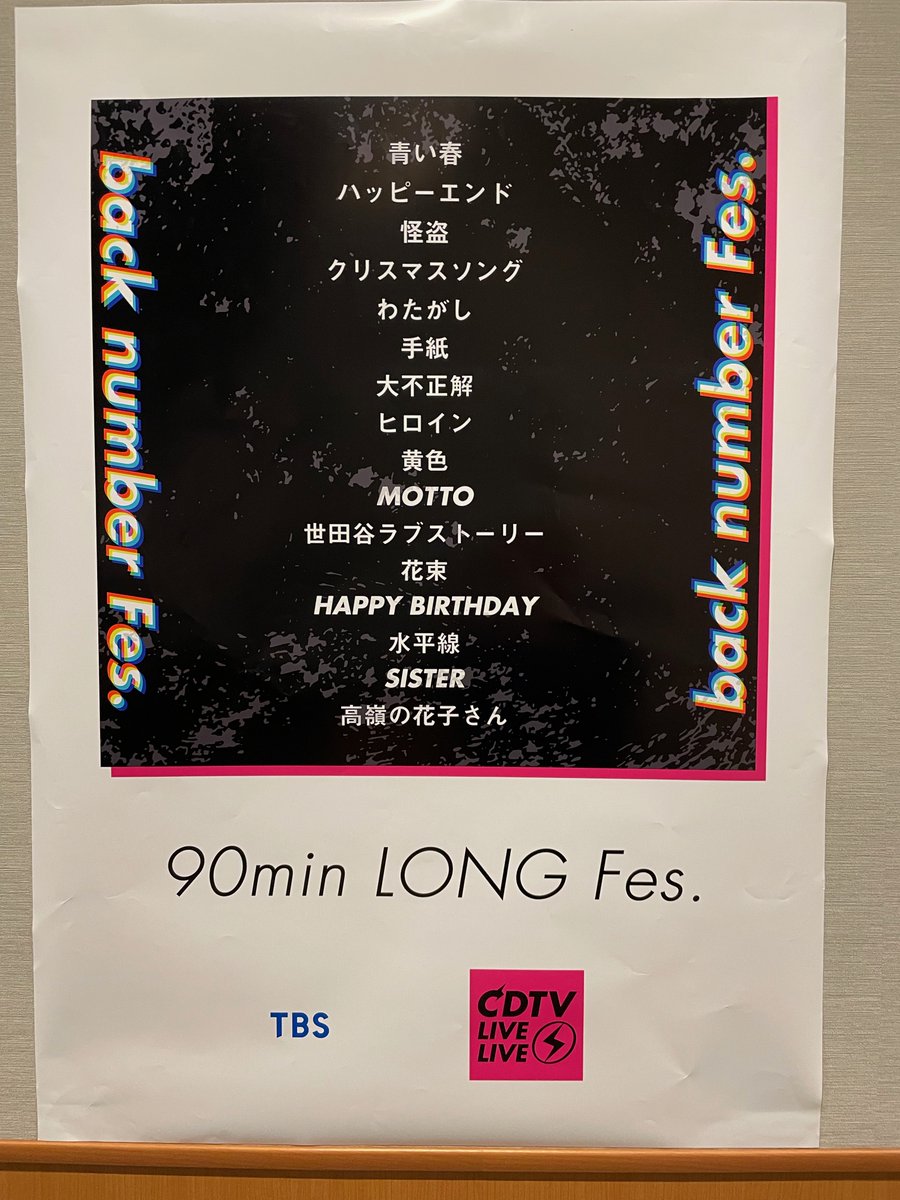 back number Fes.
青い春
ハッピーエンド
怪盗
クリスマスソング
わたがし
手紙
大不正解
ヒロイン
黄色
MOTTO
世田谷ラブストーリー
花束
HAPPY BIRTHDAY
水平線
SISTER
高嶺の花子さん
back number Fes.
90min LONG Fes.
TBS
CDTV
LIVE
LIVE